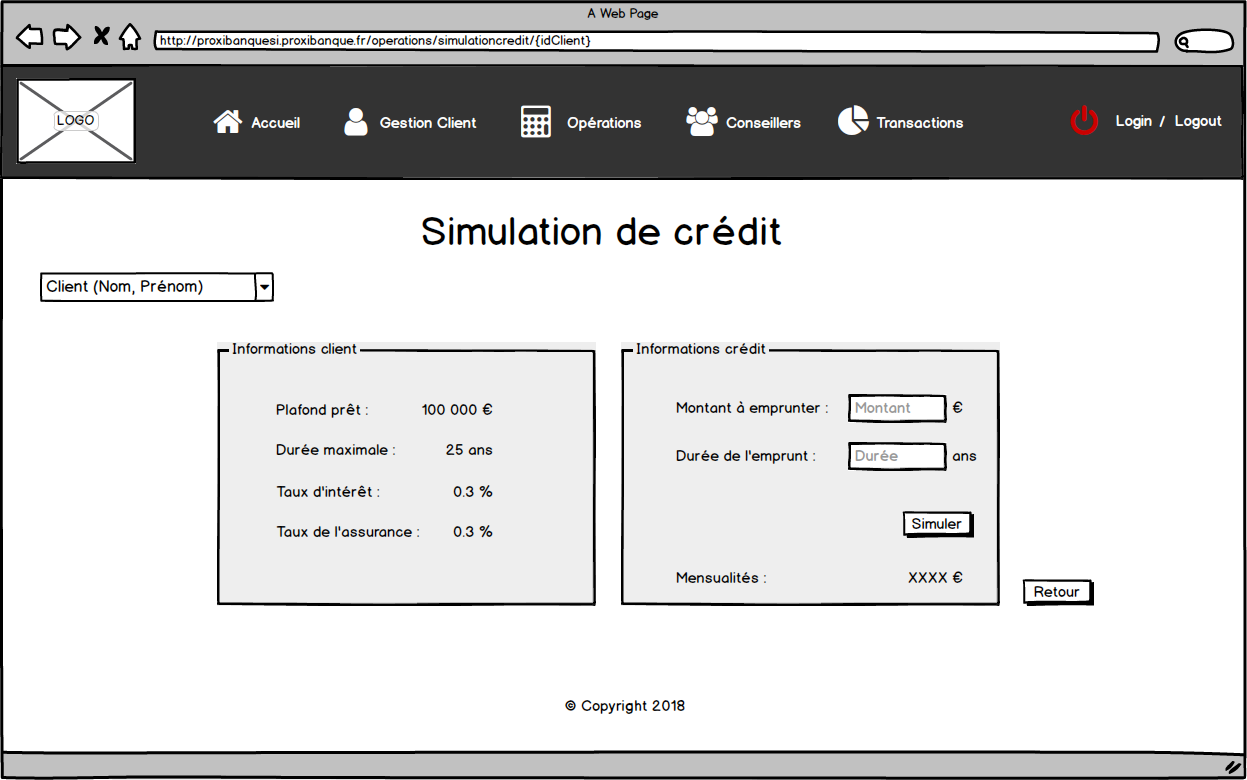 A Web Page
http://proxibanquesi.proxibanque.fr/operations/simulationcredit/{idClient}
LOGO
Accueil
Gestion Client
Opérations
Conseillers
Transactions
Login / Logout
Simulation de crédit
Client (Nom, Prénom)
Informations client
Plafond prêt : 100 000 €
Durée maximale : 25 ans
Taux d'intérêt : 0.3 %
Taux de l'assurance : 0.3 %
Informations crédit
Montant à emprunter : Montant €
Durée de l'emprunt : Durée ans
Simuler
Mensualités : XXXX €
Retour
© Copyright 2018